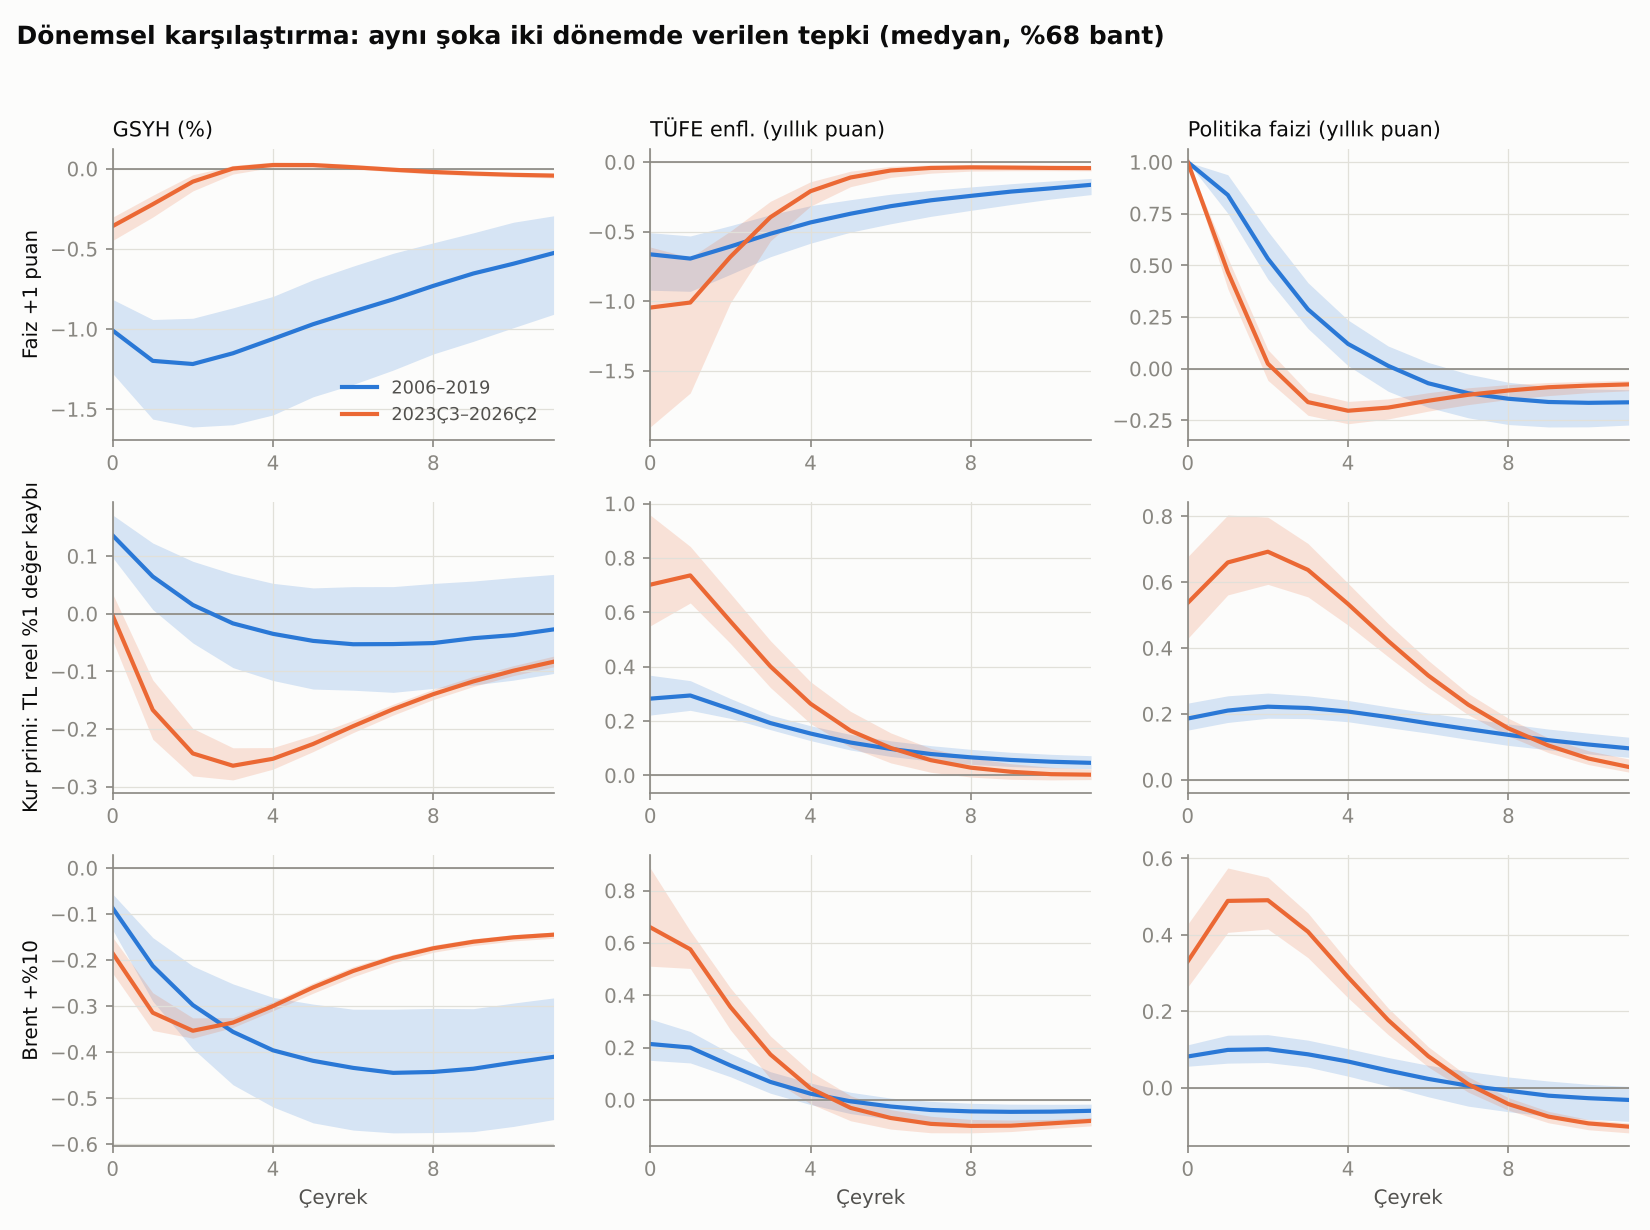 Dönemsel karşılaştırma: aynı şoka iki dönemde verilen tepki (medyan, %68 bant)
GSYH (%)
TÜFE enfl. (yıllık puan)
Politika faizi (yıllık puan)
Faiz +1 puan
0.0
−0.5
−1.0
−1.5
2006–2019
2023Ç3–2026Ç2
0 4 8
0.0
−0.5
−1.0
−1.5
0 4 8
1.00
0.75
0.50
0.25
0.00
−0.25
0 4 8
Kur primi: TL reel %1 değer kaybı
0.1
0.0
−0.1
−0.2
−0.3
0 4 8
1.0
0.8
0.6
0.4
0.2
0.0
0 4 8
0.8
0.6
0.4
0.2
0.0
0 4 8
Brent +%10
0.0
−0.1
−0.2
−0.3
−0.4
−0.5
−0.6
0 4 8
Çeyrek
0.8
0.6
0.4
0.2
0.0
0 4 8
Çeyrek
0.6
0.4
0.2
0.0
0 4 8
Çeyrek